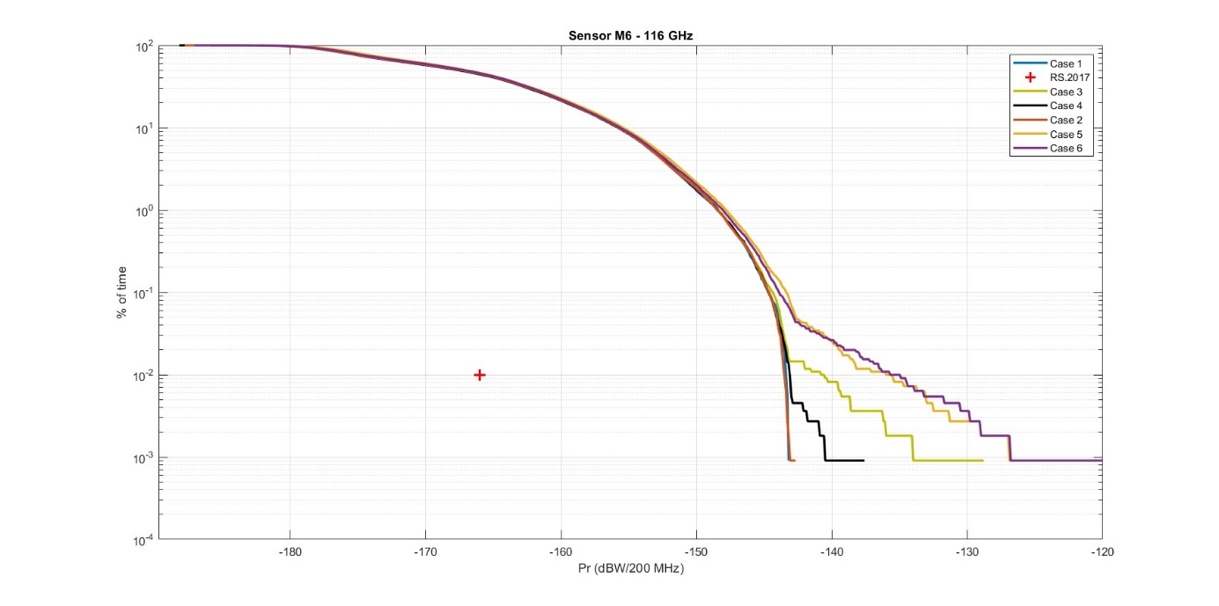 Sensor M6 - 116 GHz
10^2
10^1
10^0
10^-1
10^-2
10^-3
10^-4
% of time
-180
-170
-160
-150
-140
-130
-120
Pr (dBW/200 MHz)
Case 1
RS.2017
Case 3
Case 4
Case 2
Case 5
Case 6